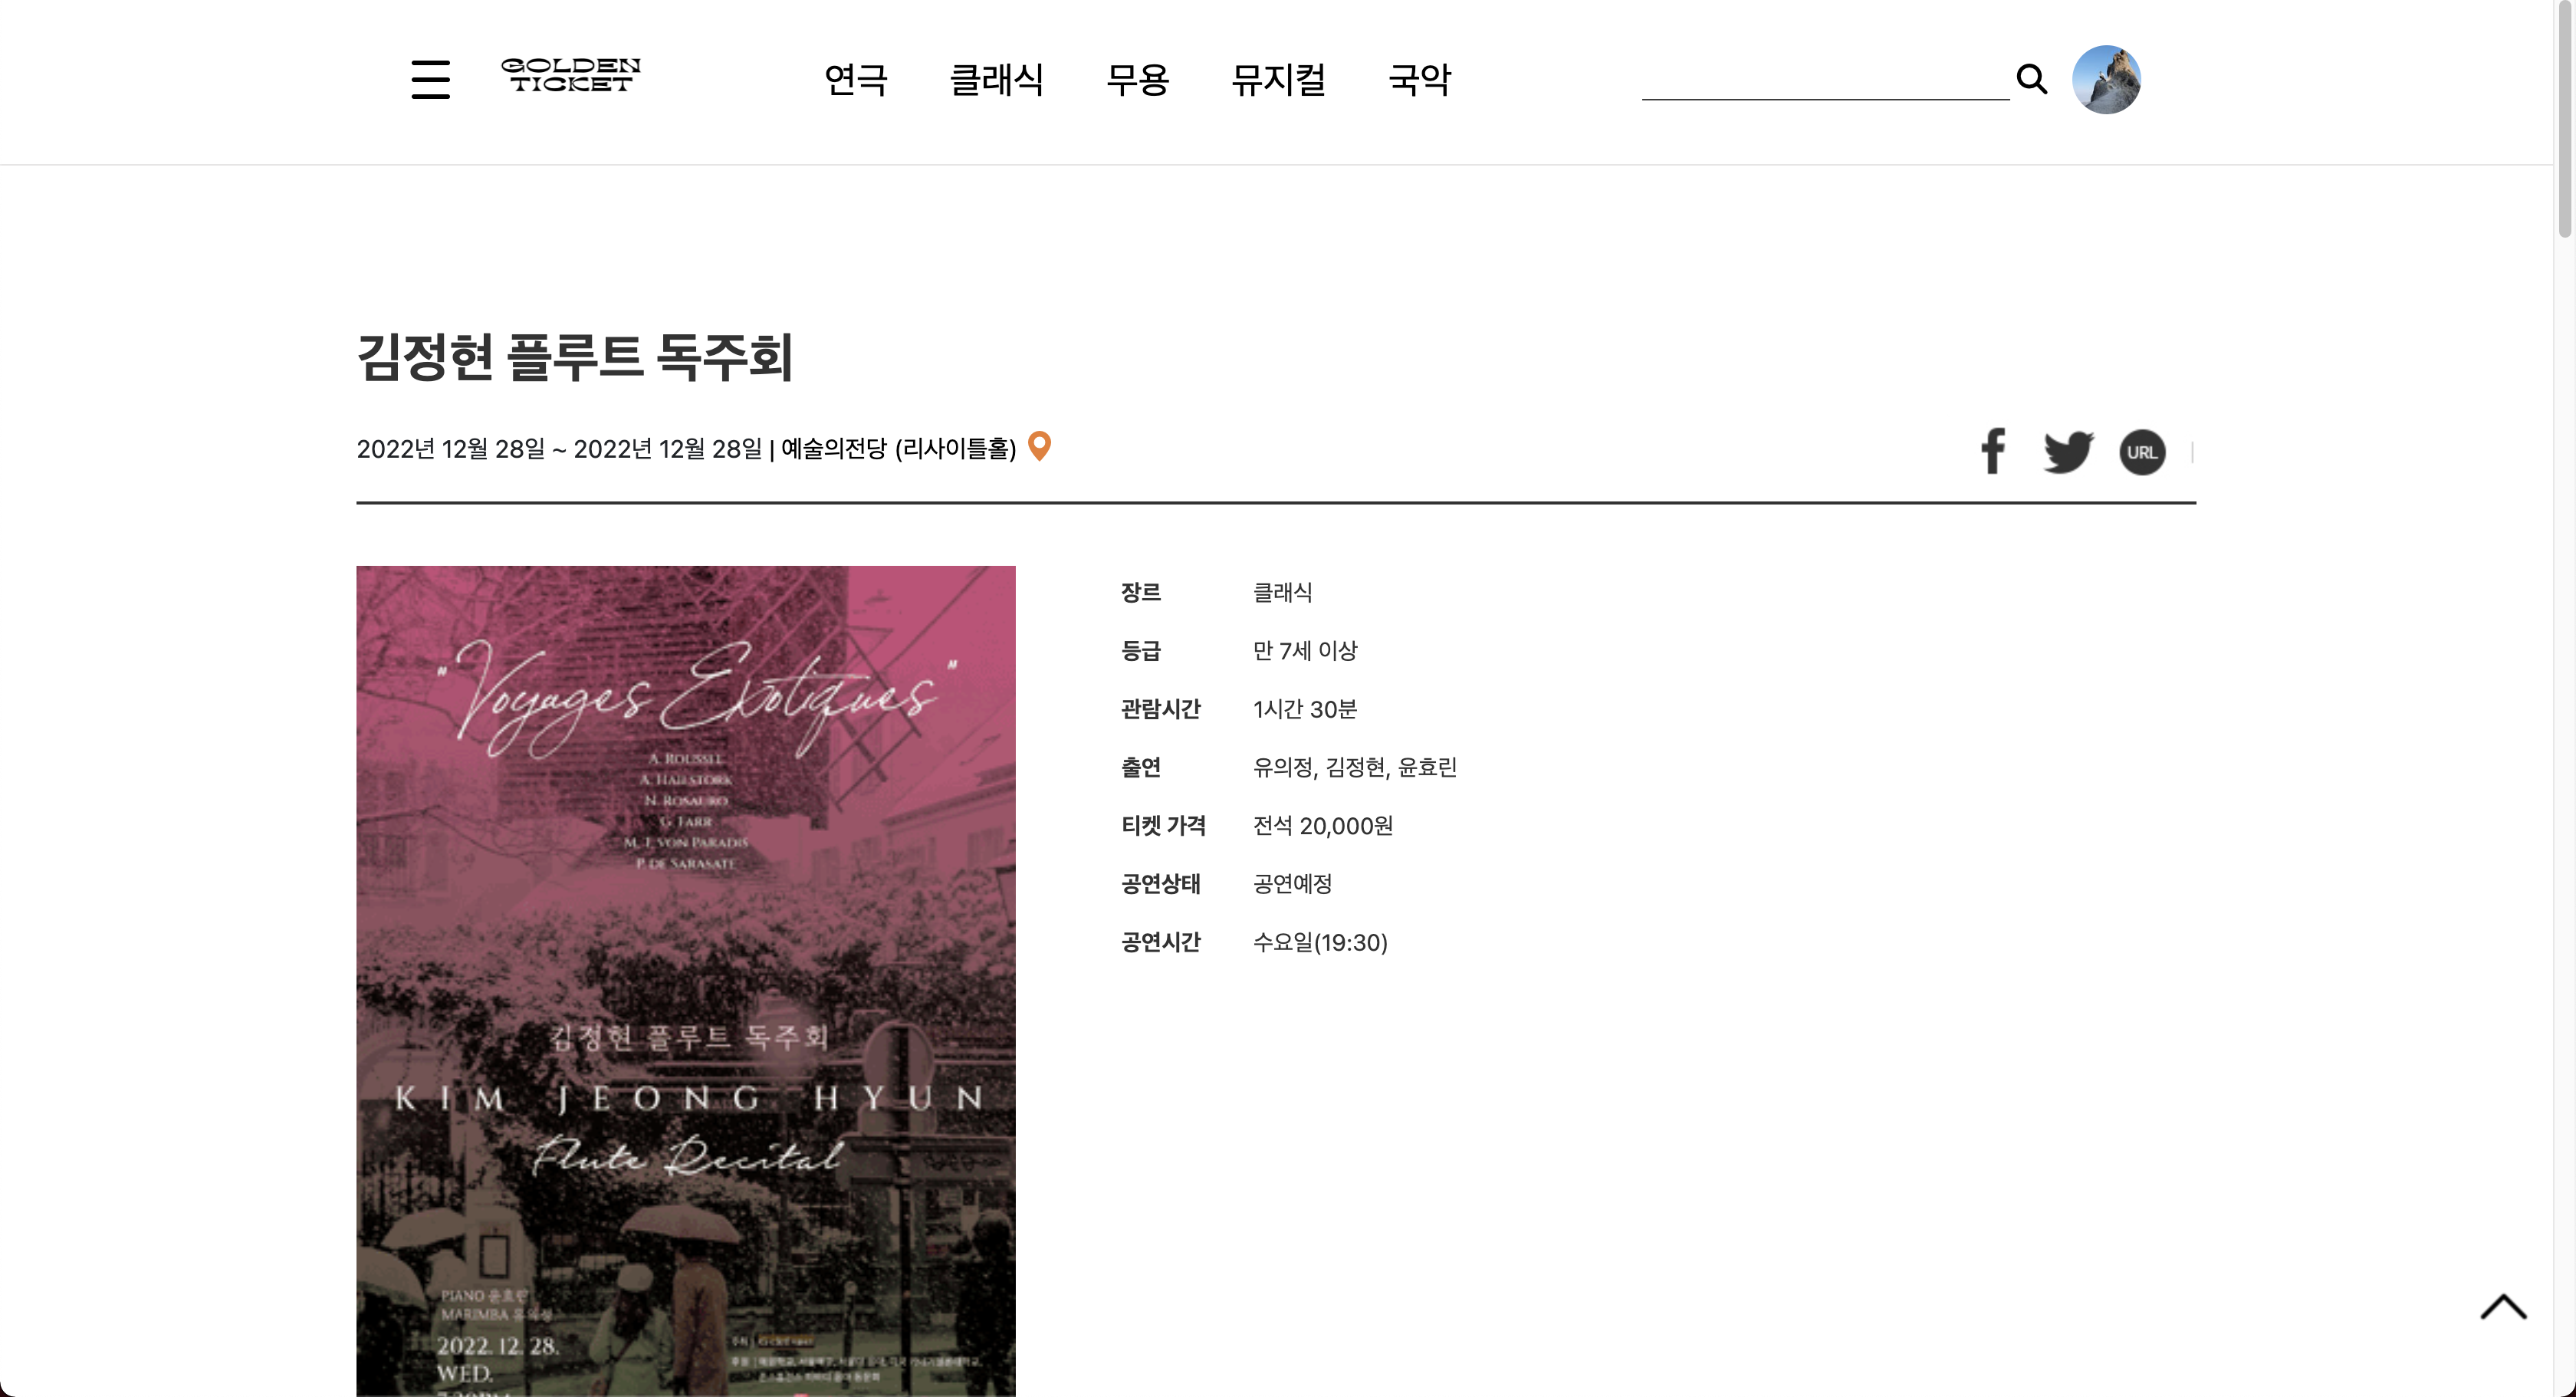 GOLDEN
TICKET
연극 클래식 무용 뮤지컬 국악
김정현 플루트 독주회
2022년 12월 28일 ~ 2022년 12월 28일 | 예술의전당 (리사이틀홀)
URL
"Voyages Exotiques"
A. ROUSSEL
A. HAILSTORK
N. ROSAURO
G. FARR
M. T. VON PARADIS
P. DE SARASATE
김정현 플루트 독주회
KIM JEONG HYUN
Flute Recital
PIANO 윤효린
MARIMBA 유의정
2022. 12. 28.
WED.
장르 클래식
등급 만 7세 이상
관람시간 1시간 30분
출연 유의정, 김정현, 윤효린
티켓 가격 전석 20,000원
공연상태 공연예정
공연시간 수요일(19:30)